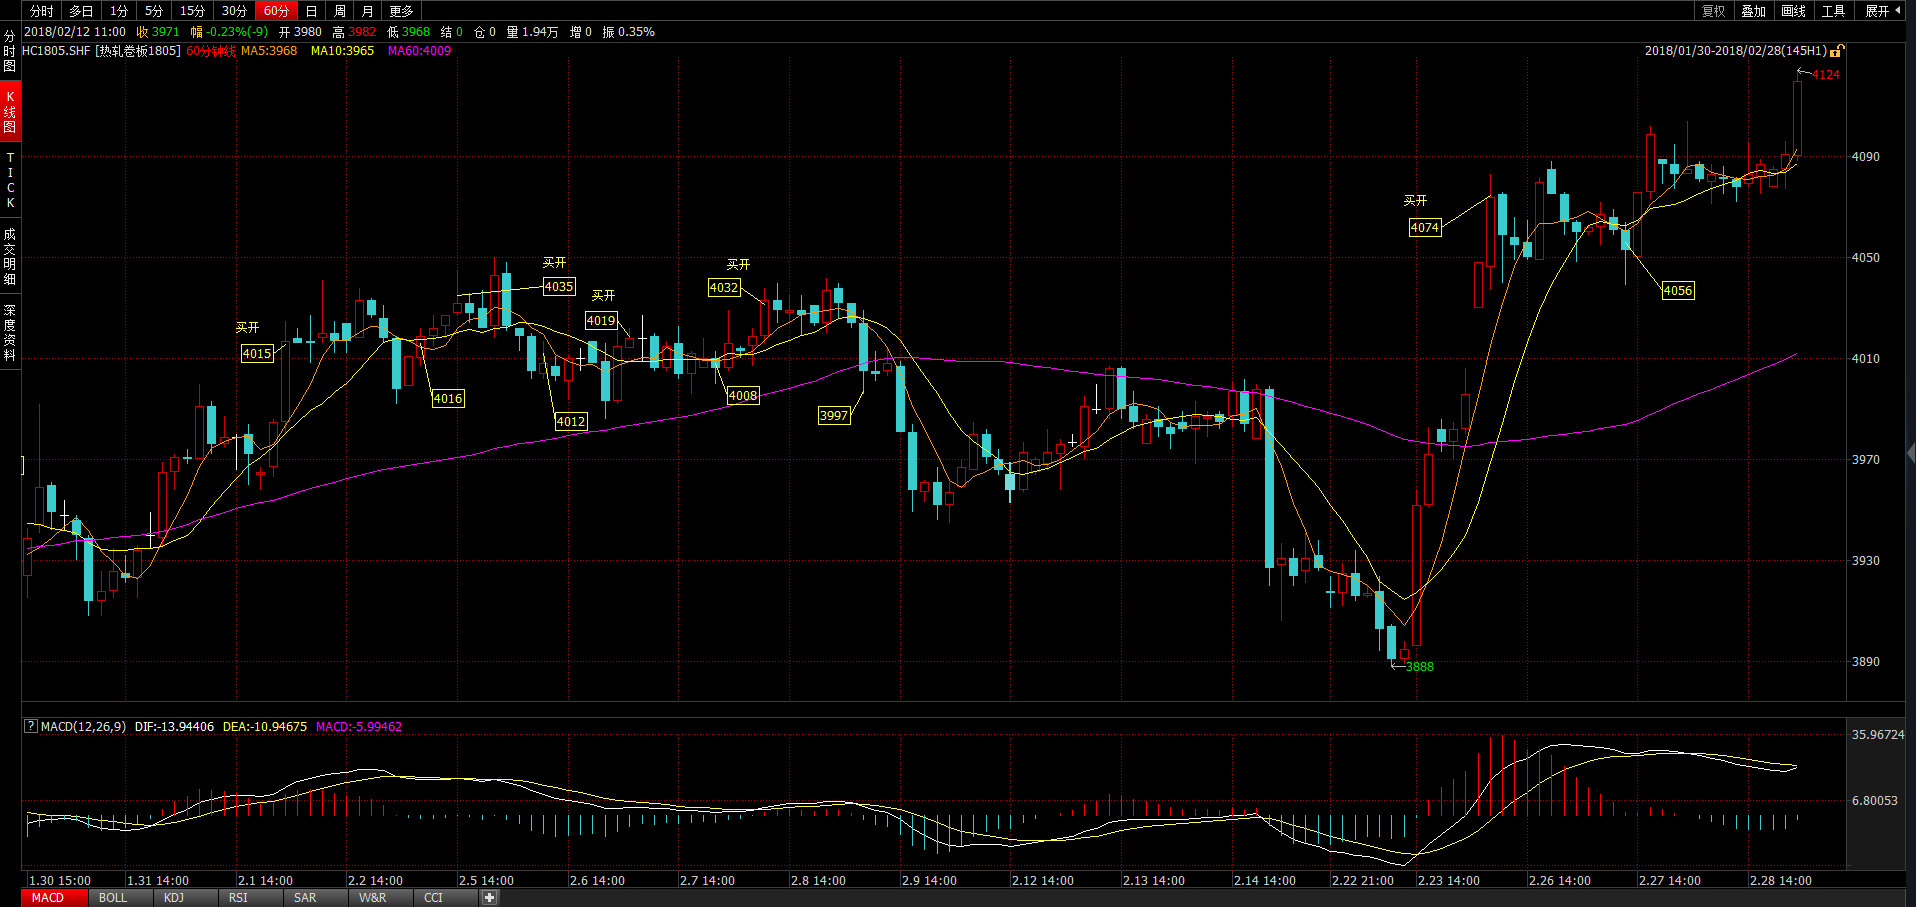 分时 多日 1分 5分 15分 30分 60分 日 周 月 更多 复权 叠加 画线 工具 展开
2018/02/12 11:00 收 3971 幅 -0.23%(-9) 开 3980 高 3982 低 3968 结 0 仓 0 量 1.94万 增 0 振 0.35%
HC1805.SHF [热轧卷板1805] 60分钟线 MA5:3968 MA10:3965 MA60:4009 2018/01/30-2018/02/28(145H1)
分时图
K线图
TICK
成交明细
深度资料
4124
4090
买开
4074
4050
买开
4035
买开
4032
4056
买开
4019
买开
4015
4010
4016
4008
4012
3997
3970
3930
3890
3888
? MACD(12,26,9) DIF:-13.94406 DEA:-10.94675 MACD:-5.99462
35.96724
6.80053
1.30 15:00 1.31 14:00 2.1 14:00 2.2 14:00 2.5 14:00 2.6 14:00 2.7 14:00 2.8 14:00 2.9 14:00 2.12 14:00 2.13 14:00 2.14 14:00 2.22 21:00 2.23 14:00 2.26 14:00 2.27 14:00 2.28 14:00
MACD BOLL KDJ RSI SAR W&R CCI